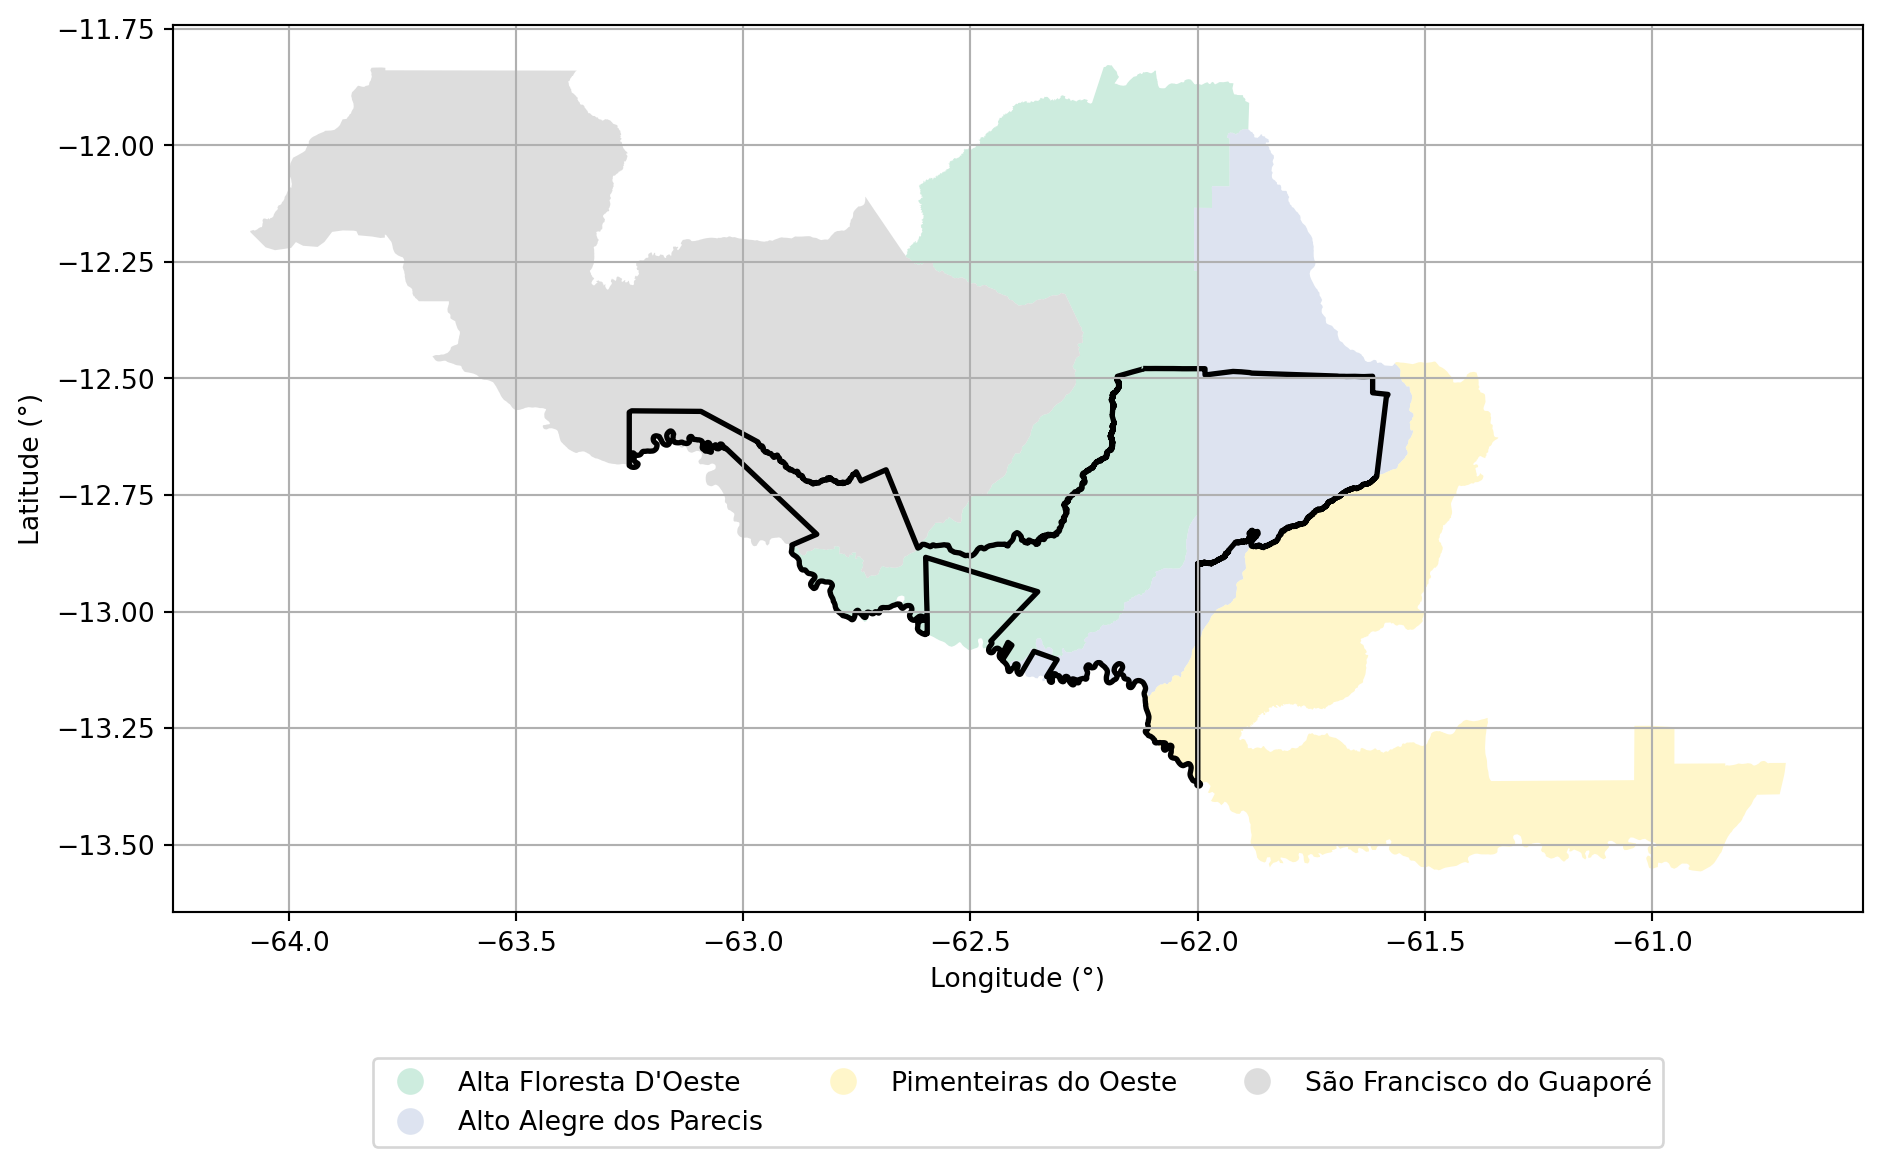 −11.75
−12.00
−12.25
−12.50
−12.75
−13.00
−13.25
−13.50
Latitude (°)
−64.0 −63.5 −63.0 −62.5 −62.0 −61.5 −61.0
Longitude (°)
Alta Floresta D'Oeste Pimenteiras do Oeste São Francisco do Guaporé
Alto Alegre dos Parecis